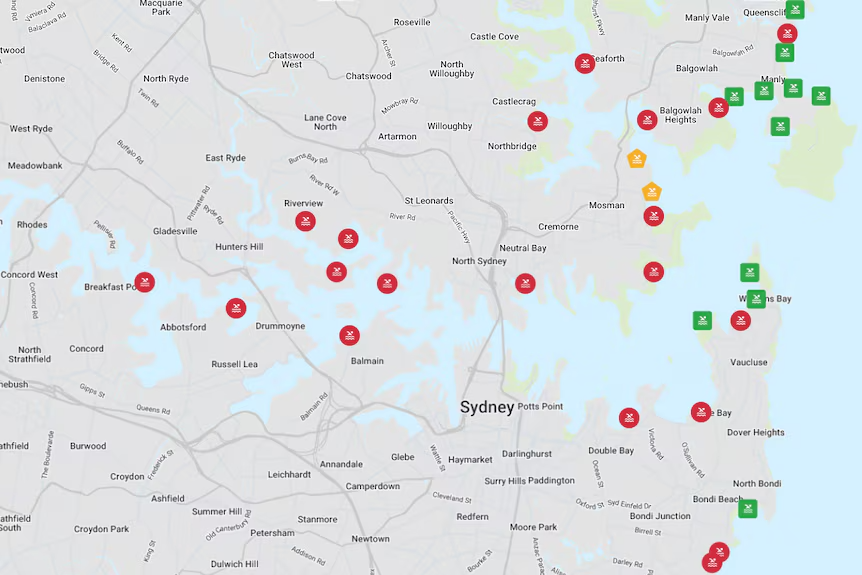 Macquarie
Park
Vimiera Rd
Balaclava Rd
Roseville
Castle Cove
Manly Vale
Queenscli
Kent Rd
Bridge Rd
Archer St
Chatswood
West
Seaforth
Balgowlah Rd
Denistone
North Ryde
Chatswood
North
Willoughby
Balgowlah
Manly
Twin Rd
Mowbray Rd
Castlecrag
Balgowlah
Heights
West Ryde
Lane Cove
North
Willoughby
Artarmon
Buffalo Rd
Northbridge
Meadowbank
East Ryde
Burns Bay Rd
River Rd W
Pittwater Rd
Ryde Rd
Riverview
St Leonards
River Rd
Pacific Hwy
Mosman
Rhodes
Pellisier Rd
Gladesville
Cremorne
Hunters Hill
Neutral Bay
North Sydney
Concord West
Concord Rd
Breakfast Po
Abbotsford
Drummoyne
North
Strathfield
Concord
Russell Lea
Balmain
Vaucluse
Gipps St
Queens Rd
Balmain Rd
Sydney
Potts Point
Dover Heights
The Boulevarde
Burwood
Frederick St
Croydon
Annandale
Glebe
Wattle St
Haymarket
Darlinghurst
Double Bay
Victoria Rd
O'Sullivan Rd
Ocean St
Leichhardt
Camperdown
Surry Hills
Paddington
North Bondi
Bondi Beach
Ashfield
Cleveland St
Oxford St
Syd Einfeld Dr
Summer Hill
Old Canterbury Rd
Stanmore
Redfern
Bondi Junction
Croydon Park
Petersham
Newtown
Moore Park
Birrell St
King St
Addison Rd
Bourke St
Dulwich Hill
Darley Rd